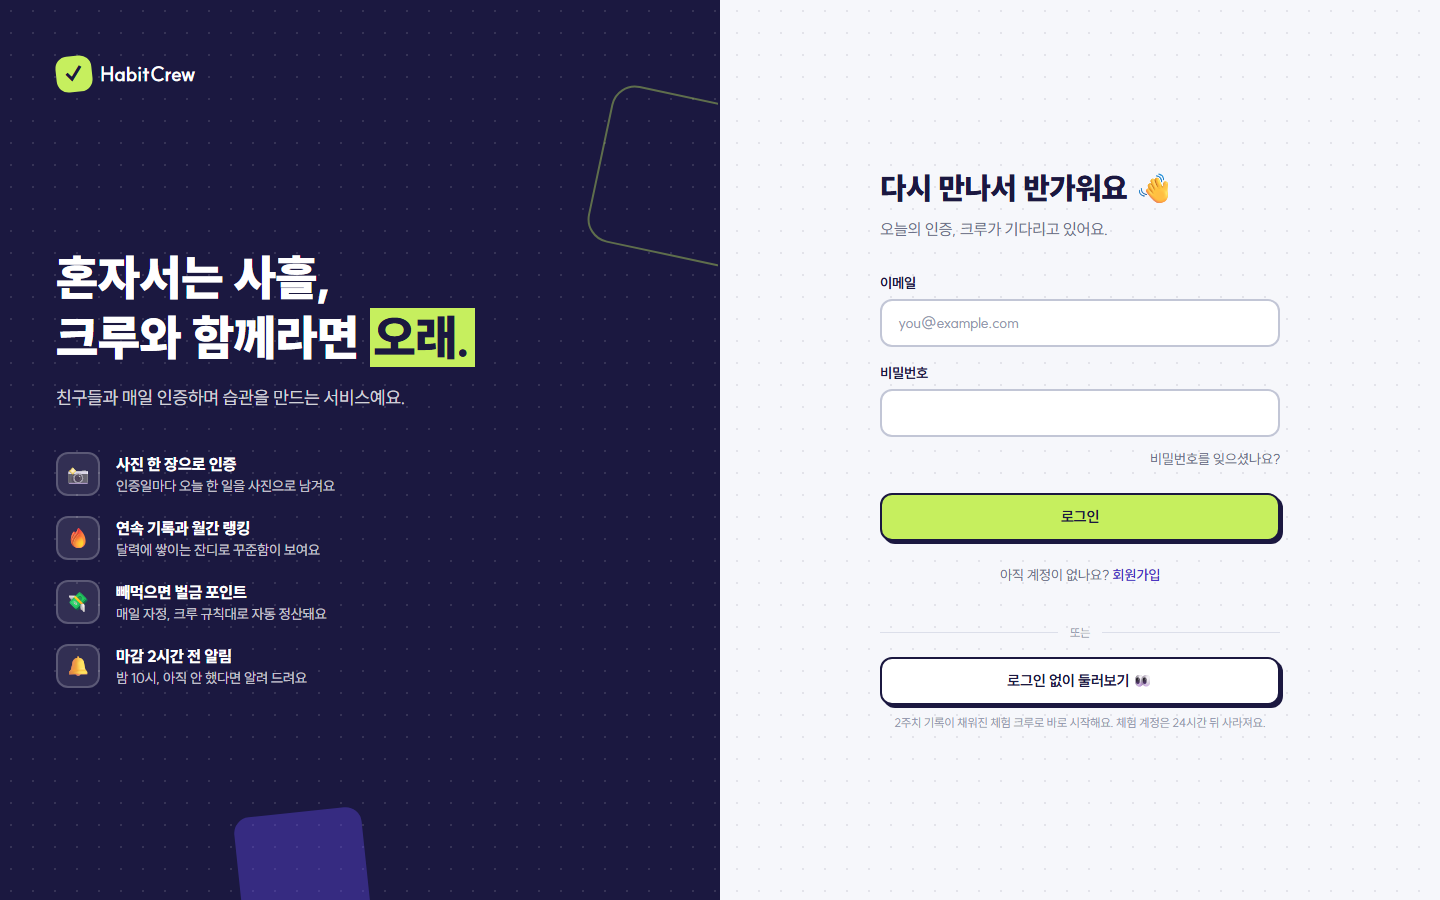 HabitCrew
혼자서는 사흘,
크루와 함께라면 오래.
친구들과 매일 인증하며 습관을 만드는 서비스예요.
사진 한 장으로 인증
인증일마다 오늘 한 일을 사진으로 남겨요
연속 기록과 월간 랭킹
달력에 쌓이는 잔디로 꾸준함이 보여요
빼먹으면 벌금 포인트
매일 자정, 크루 규칙대로 자동 정산돼요
마감 2시간 전 알림
밤 10시, 아직 안 했다면 알려 드려요
다시 만나서 반가워요 👋
오늘의 인증, 크루가 기다리고 있어요.
이메일
you@example.com
비밀번호
비밀번호를 잊으셨나요?
로그인
아직 계정이 없나요? 회원가입
또는
로그인 없이 둘러보기 👀
2주치 기록이 채워진 체험 크루로 바로 시작해요. 체험 계정은 24시간 뒤 사라져요.